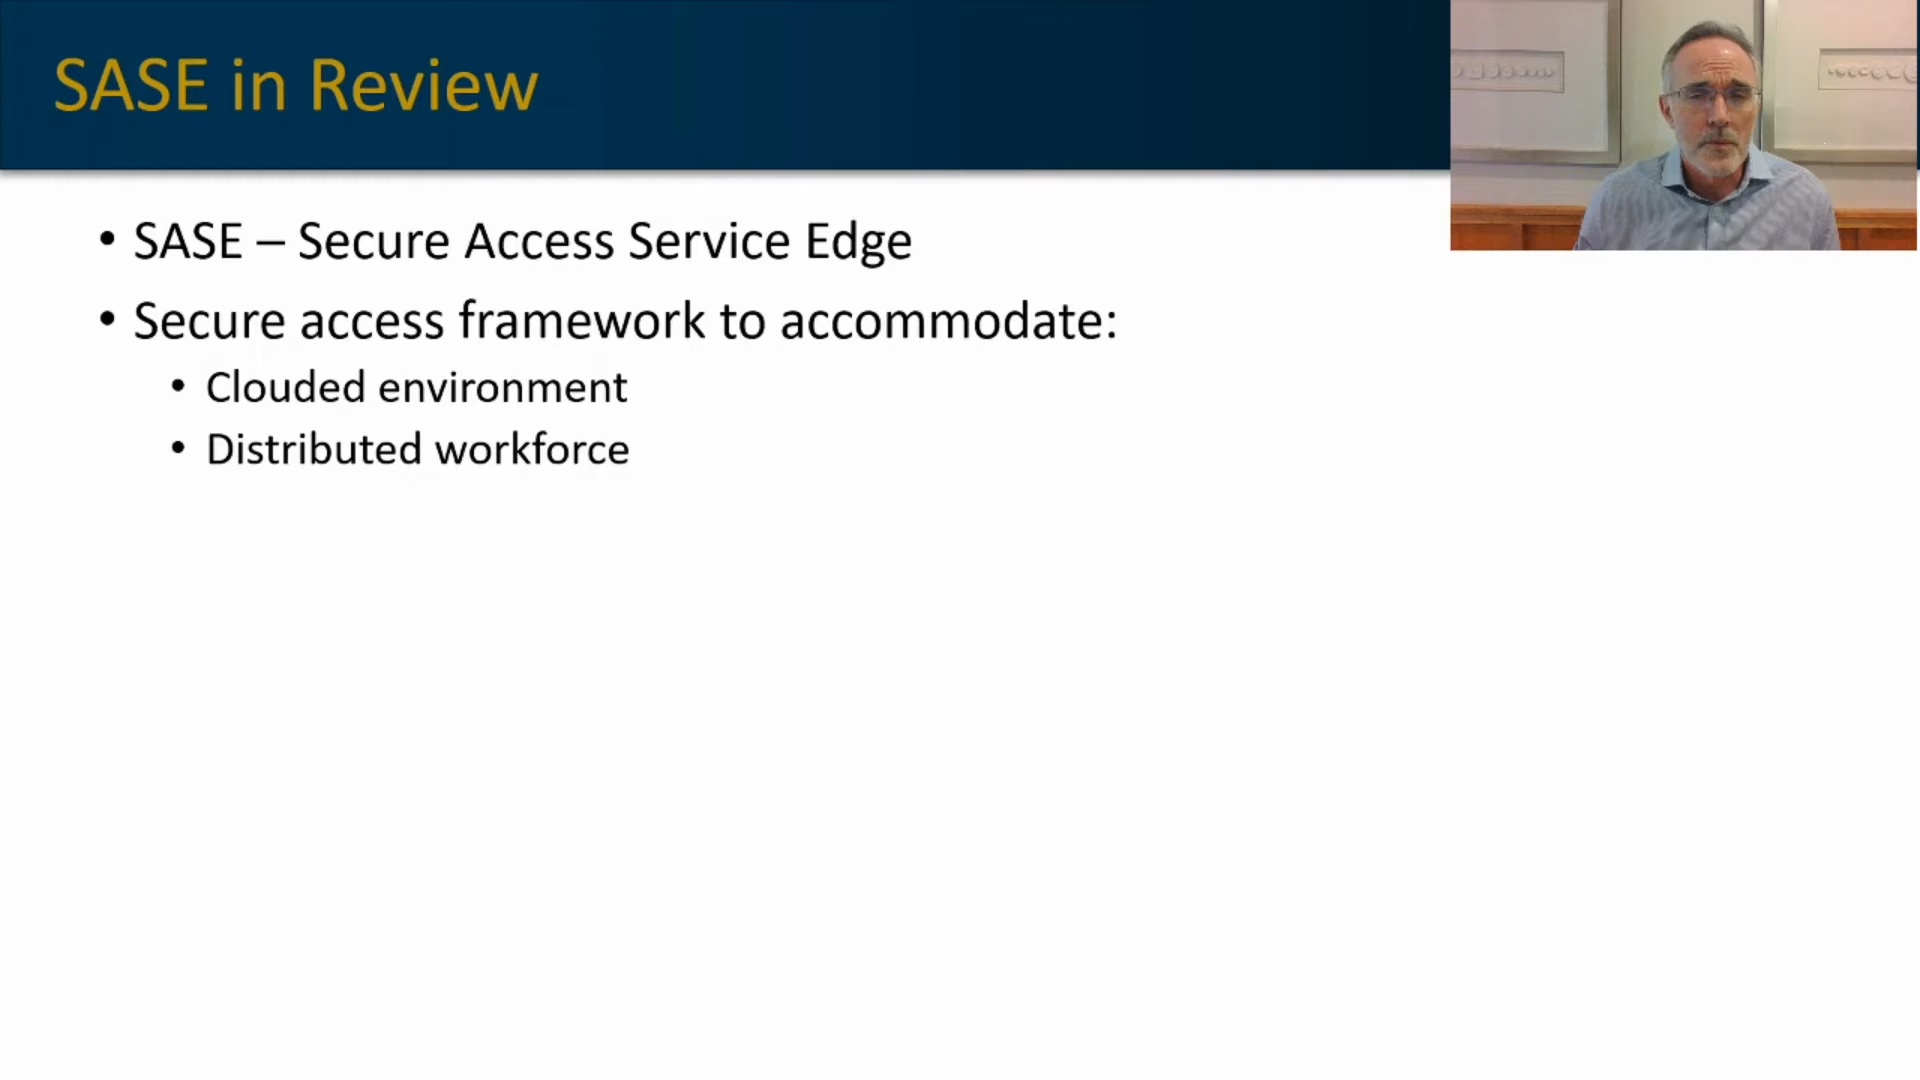 SASE in Review
• SASE – Secure Access Service Edge
• Secure access framework to accommodate:
• Clouded environment
• Distributed workforce